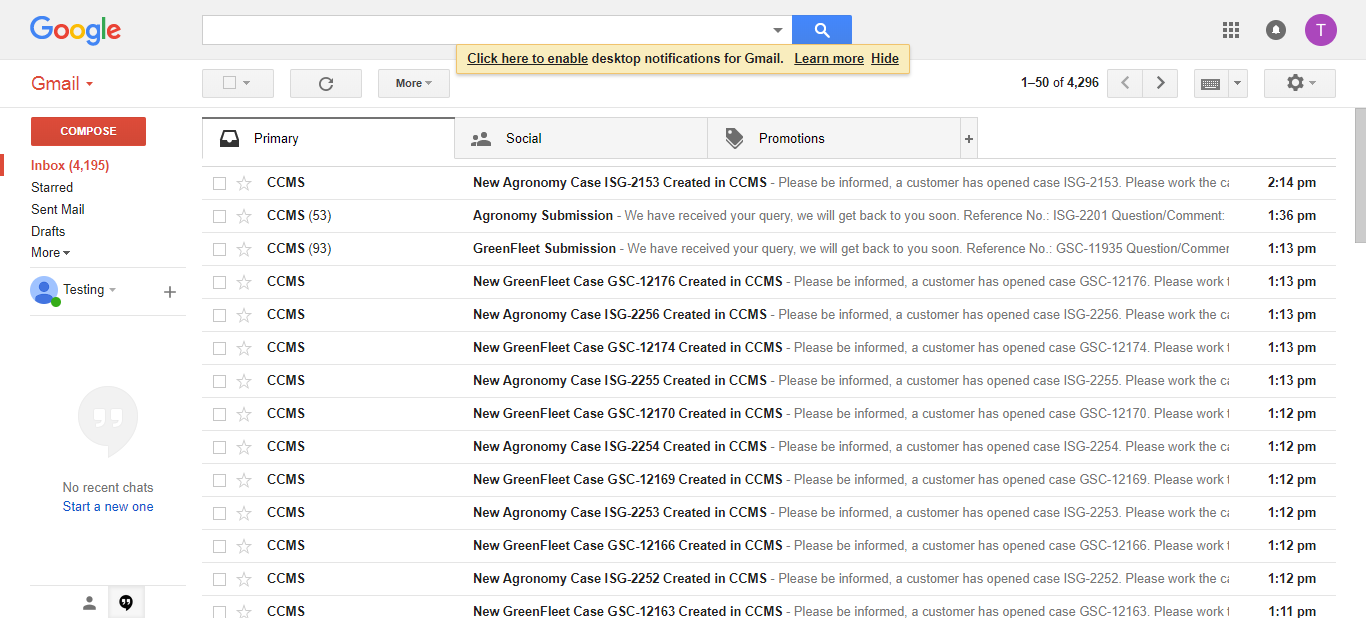 Google
T
Click here to enable desktop notifications for Gmail. Learn more Hide
Gmail
More
1–50 of 4,296
COMPOSE
Inbox (4,195)
Starred
Sent Mail
Drafts
More
Testing
No recent chats
Start a new one
Primary
Social
Promotions
CCMS New Agronomy Case ISG-2153 Created in CCMS - Please be informed, a customer has opened case ISG-2153. Please work the 2:14 pm
CCMS (53) Agronomy Submission - We have received your query, we will get back to you soon. Reference No.: ISG-2201 Question/Comment: 1:36 pm
CCMS (93) GreenFleet Submission - We have received your query, we will get back to you soon. Reference No.: GSC-11935 Question/Commen 1:13 pm
CCMS New GreenFleet Case GSC-12176 Created in CCMS - Please be informed, a customer has opened case GSC-12176. Please work 1:13 pm
CCMS New Agronomy Case ISG-2256 Created in CCMS - Please be informed, a customer has opened case ISG-2256. Please work the 1:13 pm
CCMS New GreenFleet Case GSC-12174 Created in CCMS - Please be informed, a customer has opened case GSC-12174. Please work 1:13 pm
CCMS New Agronomy Case ISG-2255 Created in CCMS - Please be informed, a customer has opened case ISG-2255. Please work the 1:13 pm
CCMS New GreenFleet Case GSC-12170 Created in CCMS - Please be informed, a customer has opened case GSC-12170. Please work 1:12 pm
CCMS New Agronomy Case ISG-2254 Created in CCMS - Please be informed, a customer has opened case ISG-2254. Please work the 1:12 pm
CCMS New GreenFleet Case GSC-12169 Created in CCMS - Please be informed, a customer has opened case GSC-12169. Please work 1:12 pm
CCMS New Agronomy Case ISG-2253 Created in CCMS - Please be informed, a customer has opened case ISG-2253. Please work the 1:12 pm
CCMS New GreenFleet Case GSC-12166 Created in CCMS - Please be informed, a customer has opened case GSC-12166. Please work 1:12 pm
CCMS New Agronomy Case ISG-2252 Created in CCMS - Please be informed, a customer has opened case ISG-2252. Please work the 1:12 pm
CCMS New GreenFleet Case GSC-12163 Created in CCMS - Please be informed, a customer has opened case GSC-12163. Please work 1:11 pm